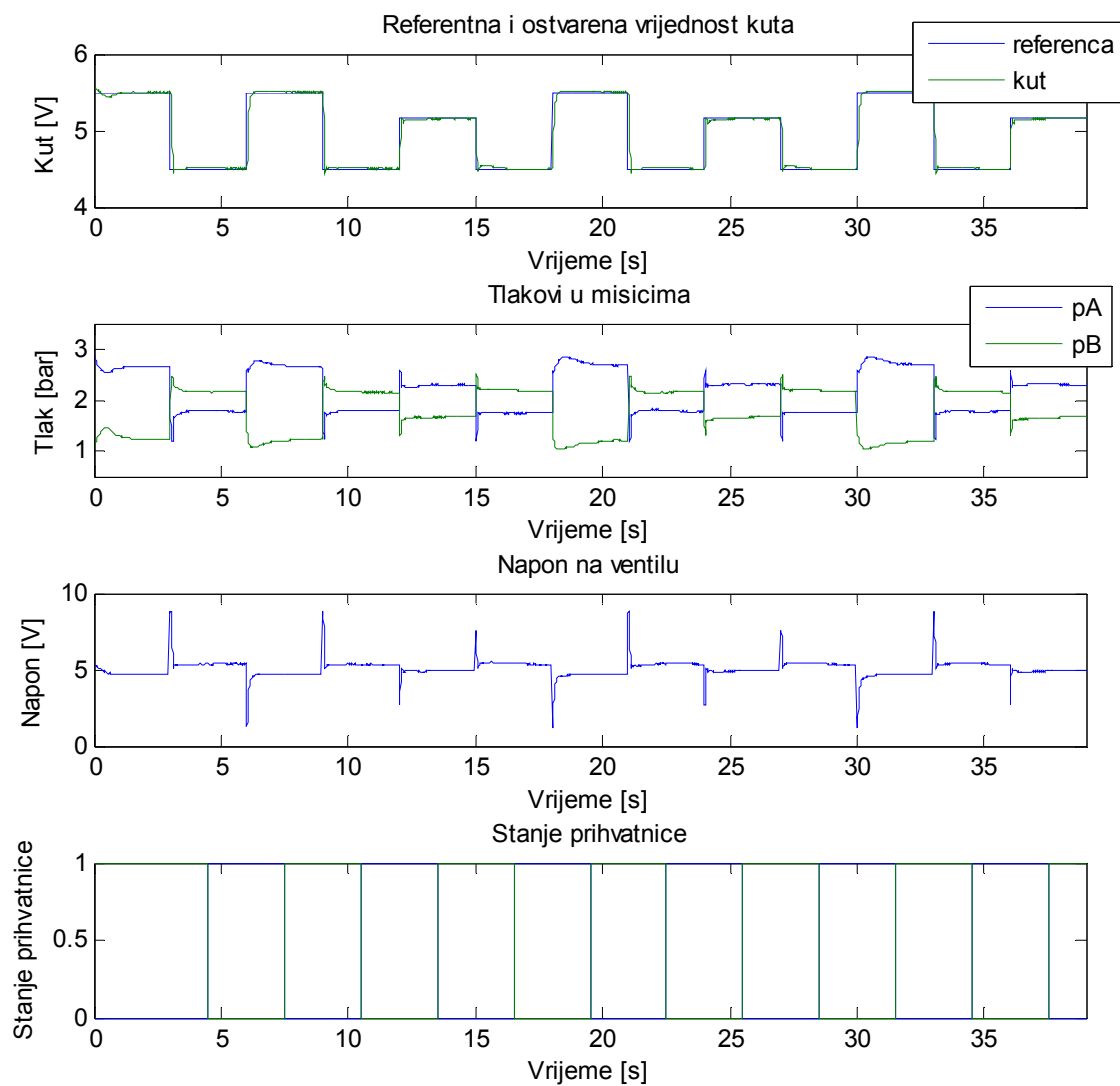 Referentna i ostvarena vrijednost kuta
referenca
kut
Kut [V]
6
5
4
0 5 10 15 20 25 30 35
Vrijeme [s]
Tlakovi u misicima
pA
pB
Tlak [bar]
3
2
1
0 5 10 15 20 25 30 35
Vrijeme [s]
Napon na ventilu
Napon [V]
10
5
0
0 5 10 15 20 25 30 35
Vrijeme [s]
Stanje prihvatnice
Stanje prihvatnice
1
0.5
0
0 5 10 15 20 25 30 35
Vrijeme [s]